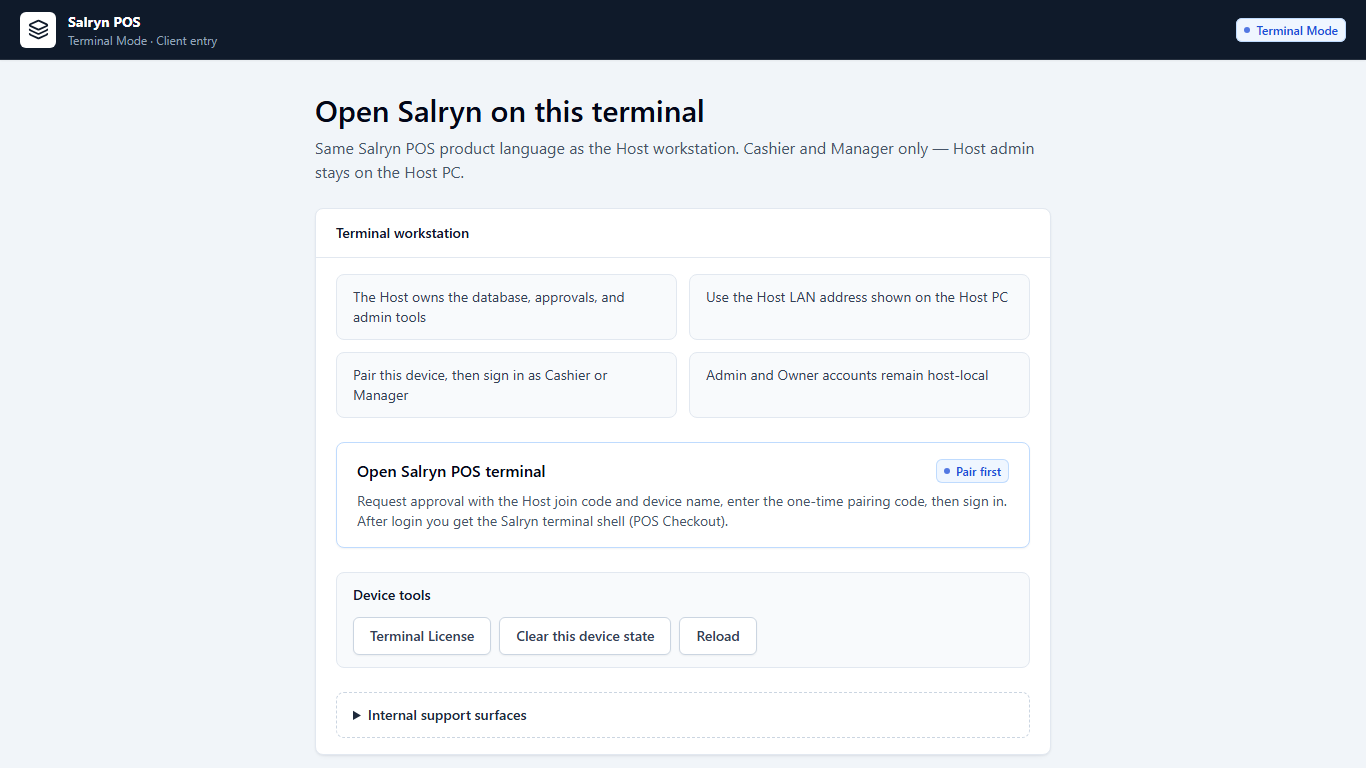 Salryn POS
Terminal Mode · Client entry
Terminal Mode
Open Salryn on this terminal
Same Salryn POS product language as the Host workstation. Cashier and Manager only — Host admin
stays on the Host PC.
Terminal workstation
The Host owns the database, approvals, and
admin tools
Use the Host LAN address shown on the Host PC
Pair this device, then sign in as Cashier or
Manager
Admin and Owner accounts remain host-local
Open Salryn POS terminal
Pair first
Request approval with the Host join code and device name, enter the one-time pairing code, then sign in.
After login you get the Salryn terminal shell (POS Checkout).
Device tools
Terminal License
Clear this device state
Reload
Internal support surfaces